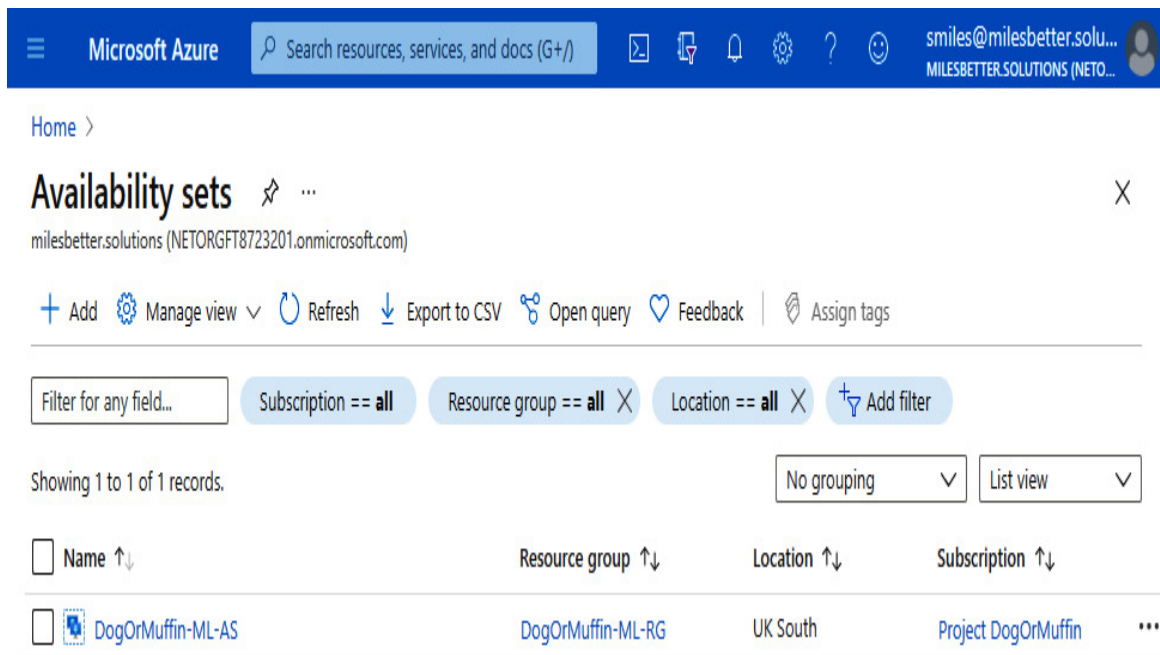 Microsoft Azure Search resources, services, and docs (G+/) smiles@milesbetter.solu...
MILESBETTER.SOLUTIONS (NETO...
Home >
Availability sets ...
milesbetter.solutions (NETORGFT8723201.onmicrosoft.com)
+ Add Manage view Refresh Export to CSV Open query Feedback Assign tags
Filter for any field... Subscription == all Resource group == all Location == all Add filter
Showing 1 to 1 of 1 records. No grouping List view
Name Resource group Location Subscription
DogOrMuffin-ML-AS DogOrMuffin-ML-RG UK South Project DogOrMuffin ...